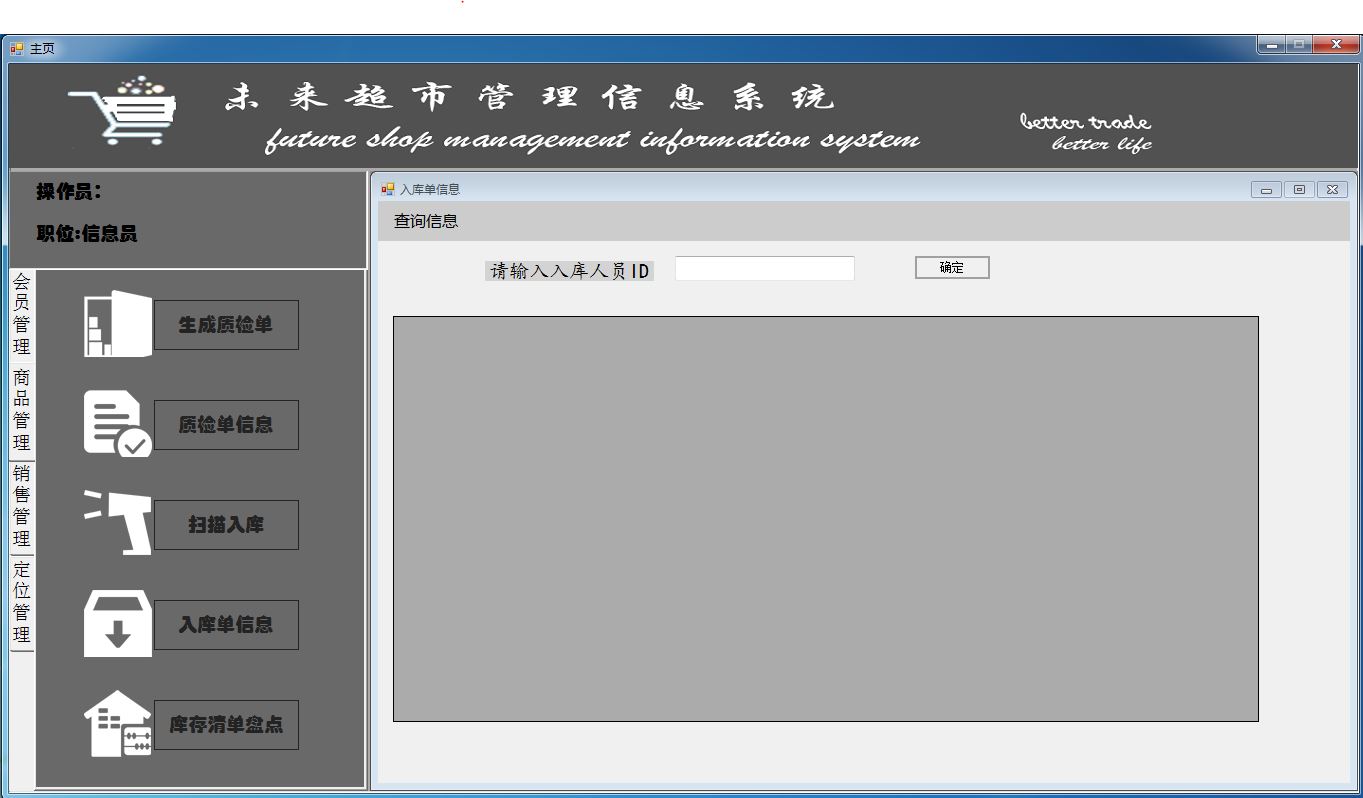 主页
未来超市管理信息系统
future shop management information system
better trade
better life
操作员:
职位:信息员
会员管理
商品管理
销售管理
定位管理
生成质检单
质检单信息
扫描入库
入库单信息
库存清单盘点
入库单信息
查询信息
请输入入库人员ID
确定